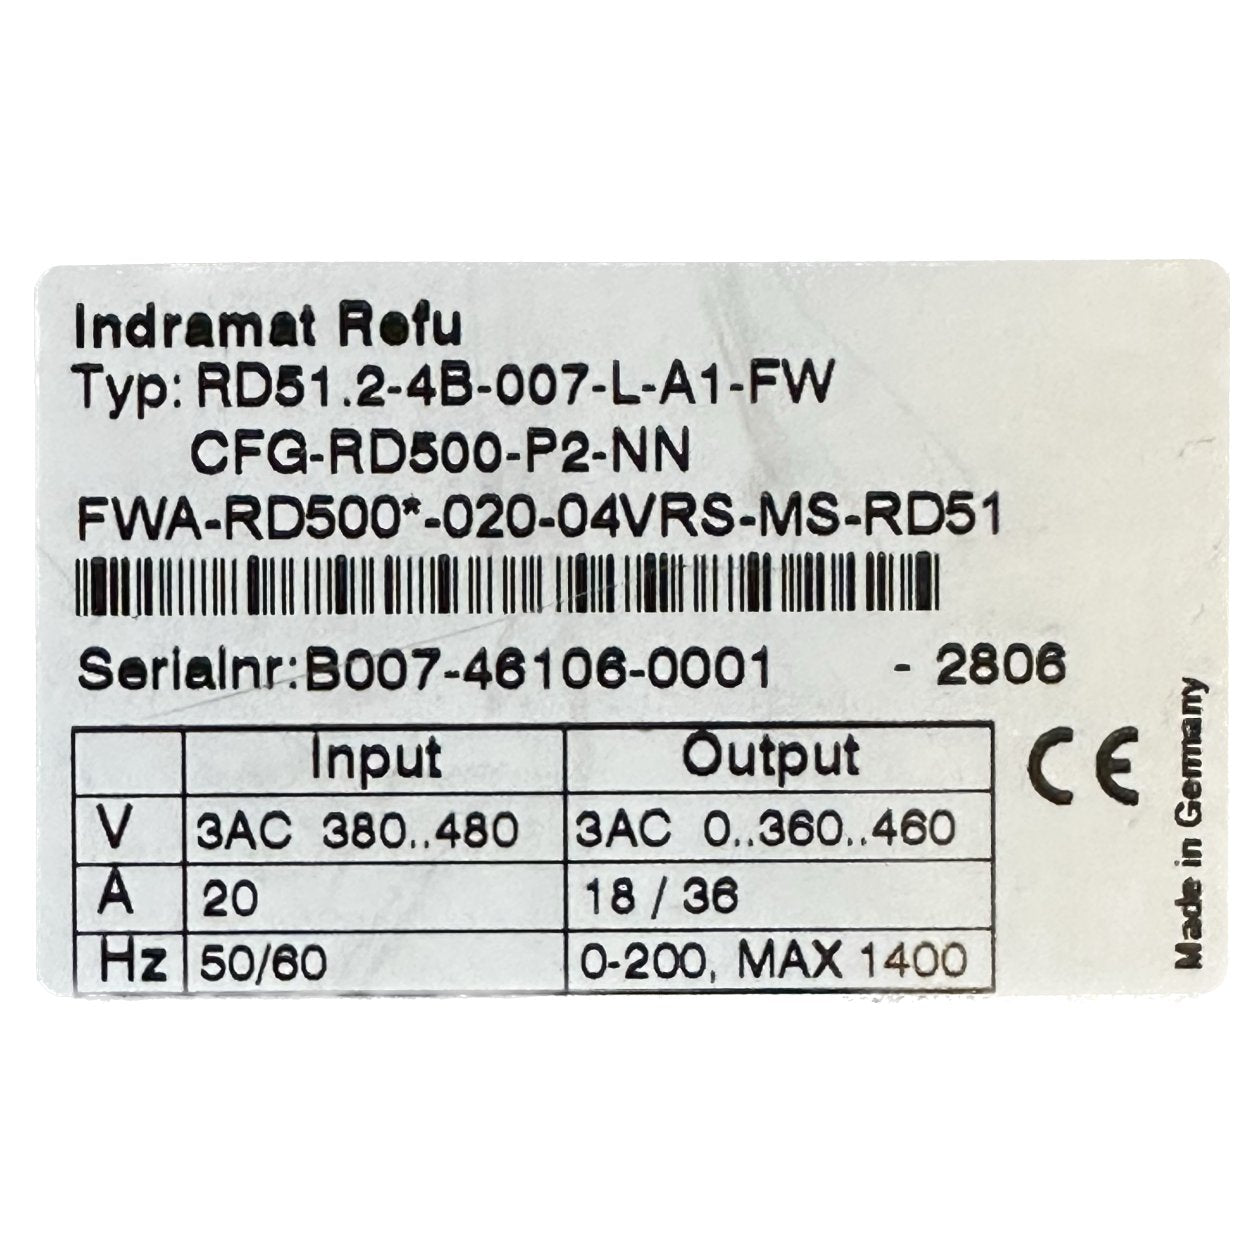 Indramat Refu
Typ: RD51.2-4B-007-L-A1-FW
CFG-RD500-P2-NN
FWA-RD500*-020-04VRS-MS-RD51
Serialnr: B007-46106-0001 - 2806
Input Output
V 3AC 380..480 3AC 0..360..460
A 20 18 / 36
Hz 50/60 0-200, MAX 1400
CE
Made in Germany